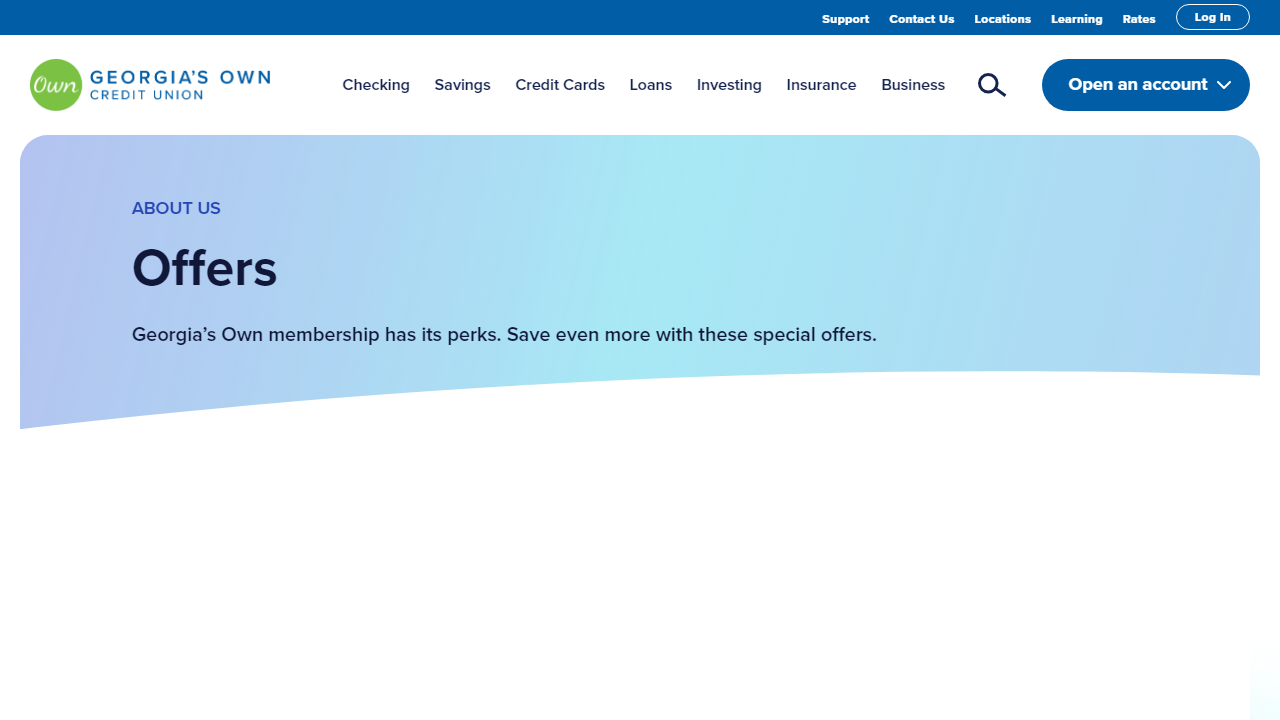 Support Contact Us Locations Learning Rates Log In
Own GEORGIA'S OWN
CREDIT UNION
Checking Savings Credit Cards Loans Investing Insurance Business Open an account
ABOUT US
Offers
Georgia’s Own membership has its perks. Save even more with these special offers.